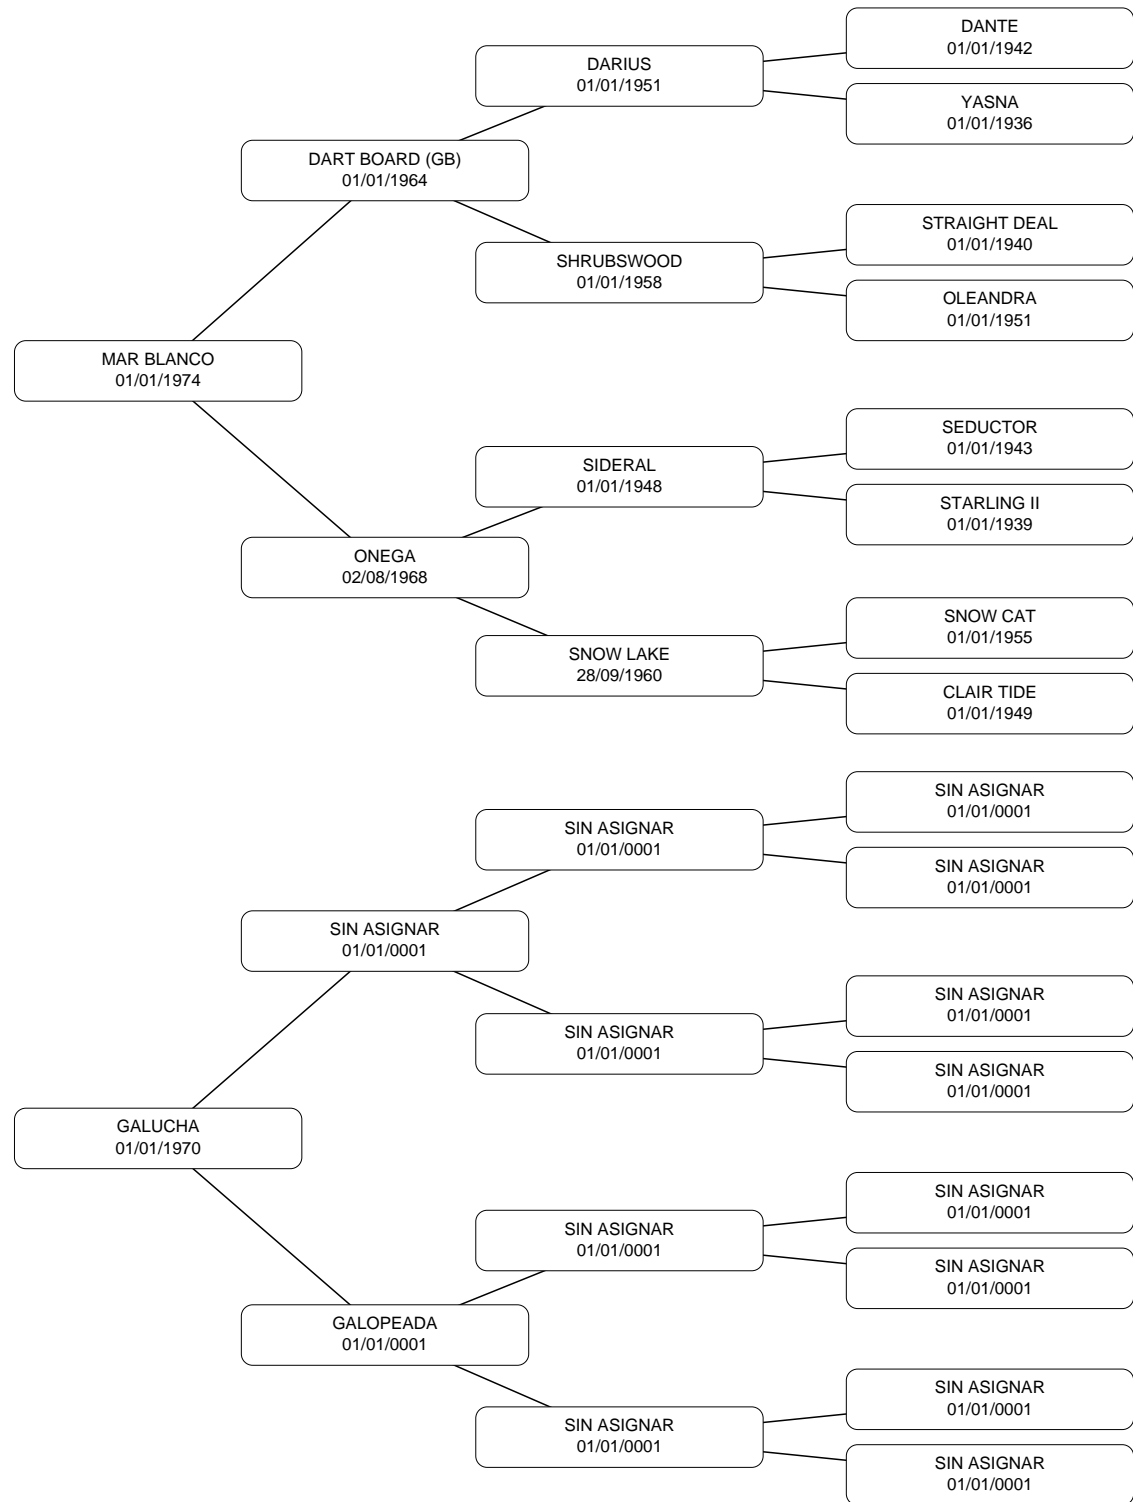 DANTE
01/01/1942
DARIUS
01/01/1951
YASNA
01/01/1936
DART BOARD (GB)
01/01/1964
STRAIGHT DEAL
01/01/1940
SHRUBSWOOD
01/01/1958
OLEANDRA
01/01/1951
MAR BLANCO
01/01/1974
SEDUCTOR
01/01/1943
SIDERAL
01/01/1948
STARLING II
01/01/1939
ONEGA
02/08/1968
SNOW CAT
01/01/1955
SNOW LAKE
28/09/1960
CLAIR TIDE
01/01/1949
SIN ASIGNAR
01/01/0001
SIN ASIGNAR
01/01/0001
SIN ASIGNAR
01/01/0001
SIN ASIGNAR
01/01/0001
SIN ASIGNAR
01/01/0001
SIN ASIGNAR
01/01/0001
SIN ASIGNAR
01/01/0001
GALUCHA
01/01/1970
SIN ASIGNAR
01/01/0001
SIN ASIGNAR
01/01/0001
SIN ASIGNAR
01/01/0001
GALOPEADA
01/01/0001
SIN ASIGNAR
01/01/0001
SIN ASIGNAR
01/01/0001
SIN ASIGNAR
01/01/0001